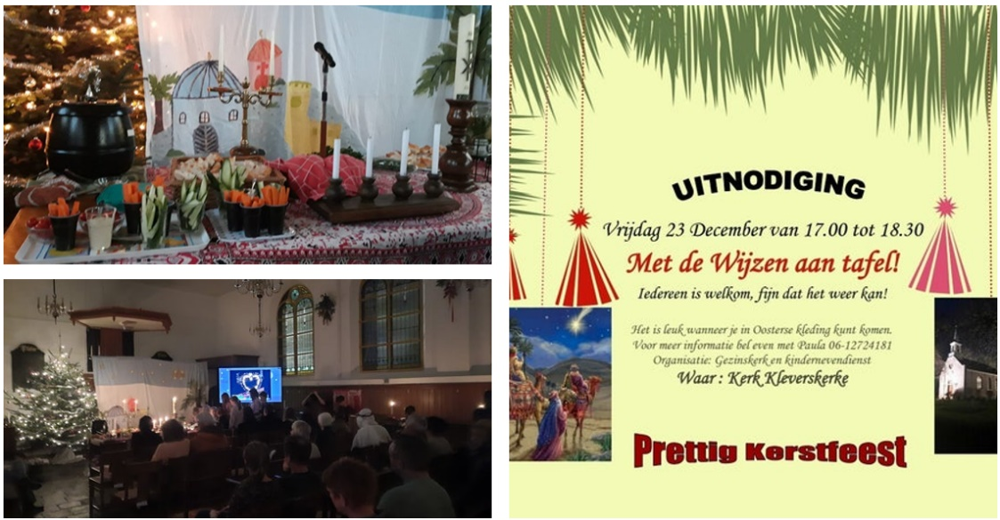 UITNODIGING
Vrijdag 23 December van 17.00 tot 18.30
Met de Wijzen aan tafel!
Iedereen is welkom, fijn dat het weer kan!
Het is leuk wanneer je in Oosterse kleding kunt komen.
Voor meer informatie bel even met Paula 06-12724181
Organisatie: Gezinskerk en kindernevendienst
Waar : Kerk Kleverskerke
Prettig Kerstfeest